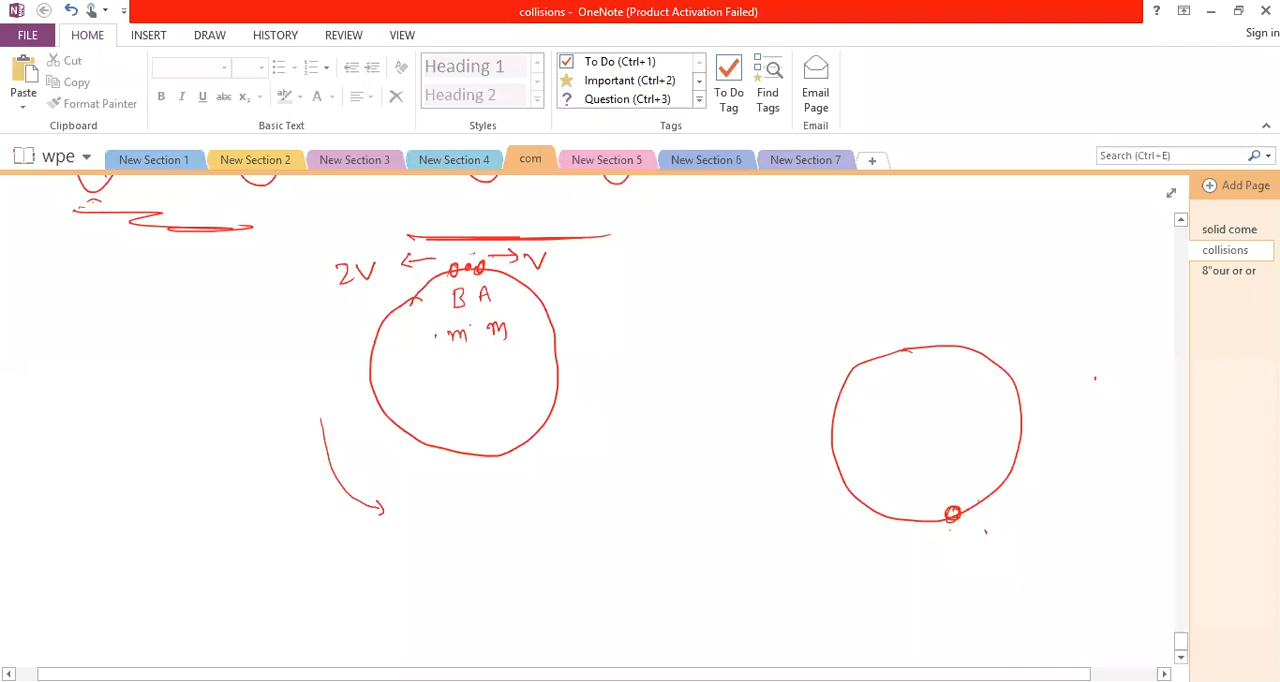 collisions - OneNote (Product Activation Failed)
FILE HOME INSERT DRAW HISTORY REVIEW VIEW Sign in
Paste
Cut
Copy
Format Painter
Clipboard
B I U abc X₂ A
Basic Text
Heading 1
Heading 2
Styles
To Do (Ctrl+1)
Important (Ctrl+2)
Question (Ctrl+3)
To Do Tag
Find Tags
Tags
Email Page
Email
wpe New Section 1 New Section 2 New Section 3 New Section 4 com New Section 5 New Section 6 New Section 7 Search (Ctrl+E)
Add Page
solid come
collisions
8"our or or
2V V
B A
m m